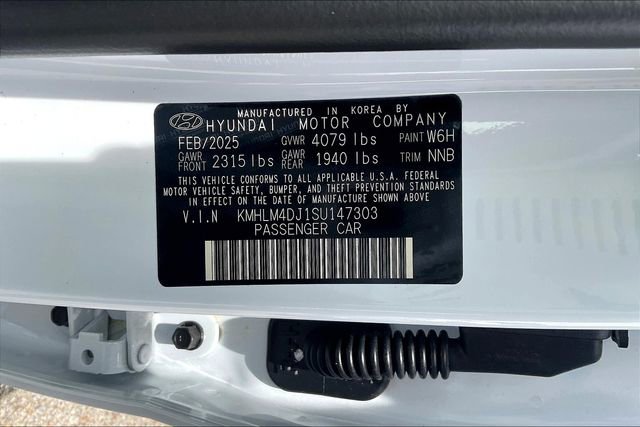 MANUFACTURED IN KOREA BY
HYUNDAI MOTOR COMPANY
FEB/2025 GVWR 4079 lbs PAINT W6H
GAWR FRONT 2315 lbs GAWR REAR 1940 lbs TRIM NNB
THIS VEHICLE CONFORMS TO ALL APPLICABLE U.S.A. FEDERAL
MOTOR VEHICLE SAFETY, BUMPER, AND THEFT PREVENTION STANDARDS
IN EFFECT ON THE DATE OF MANUFACTURE SHOWN ABOVE.
V.I.N KMHLM4DJ1SU147303
PASSENGER CAR